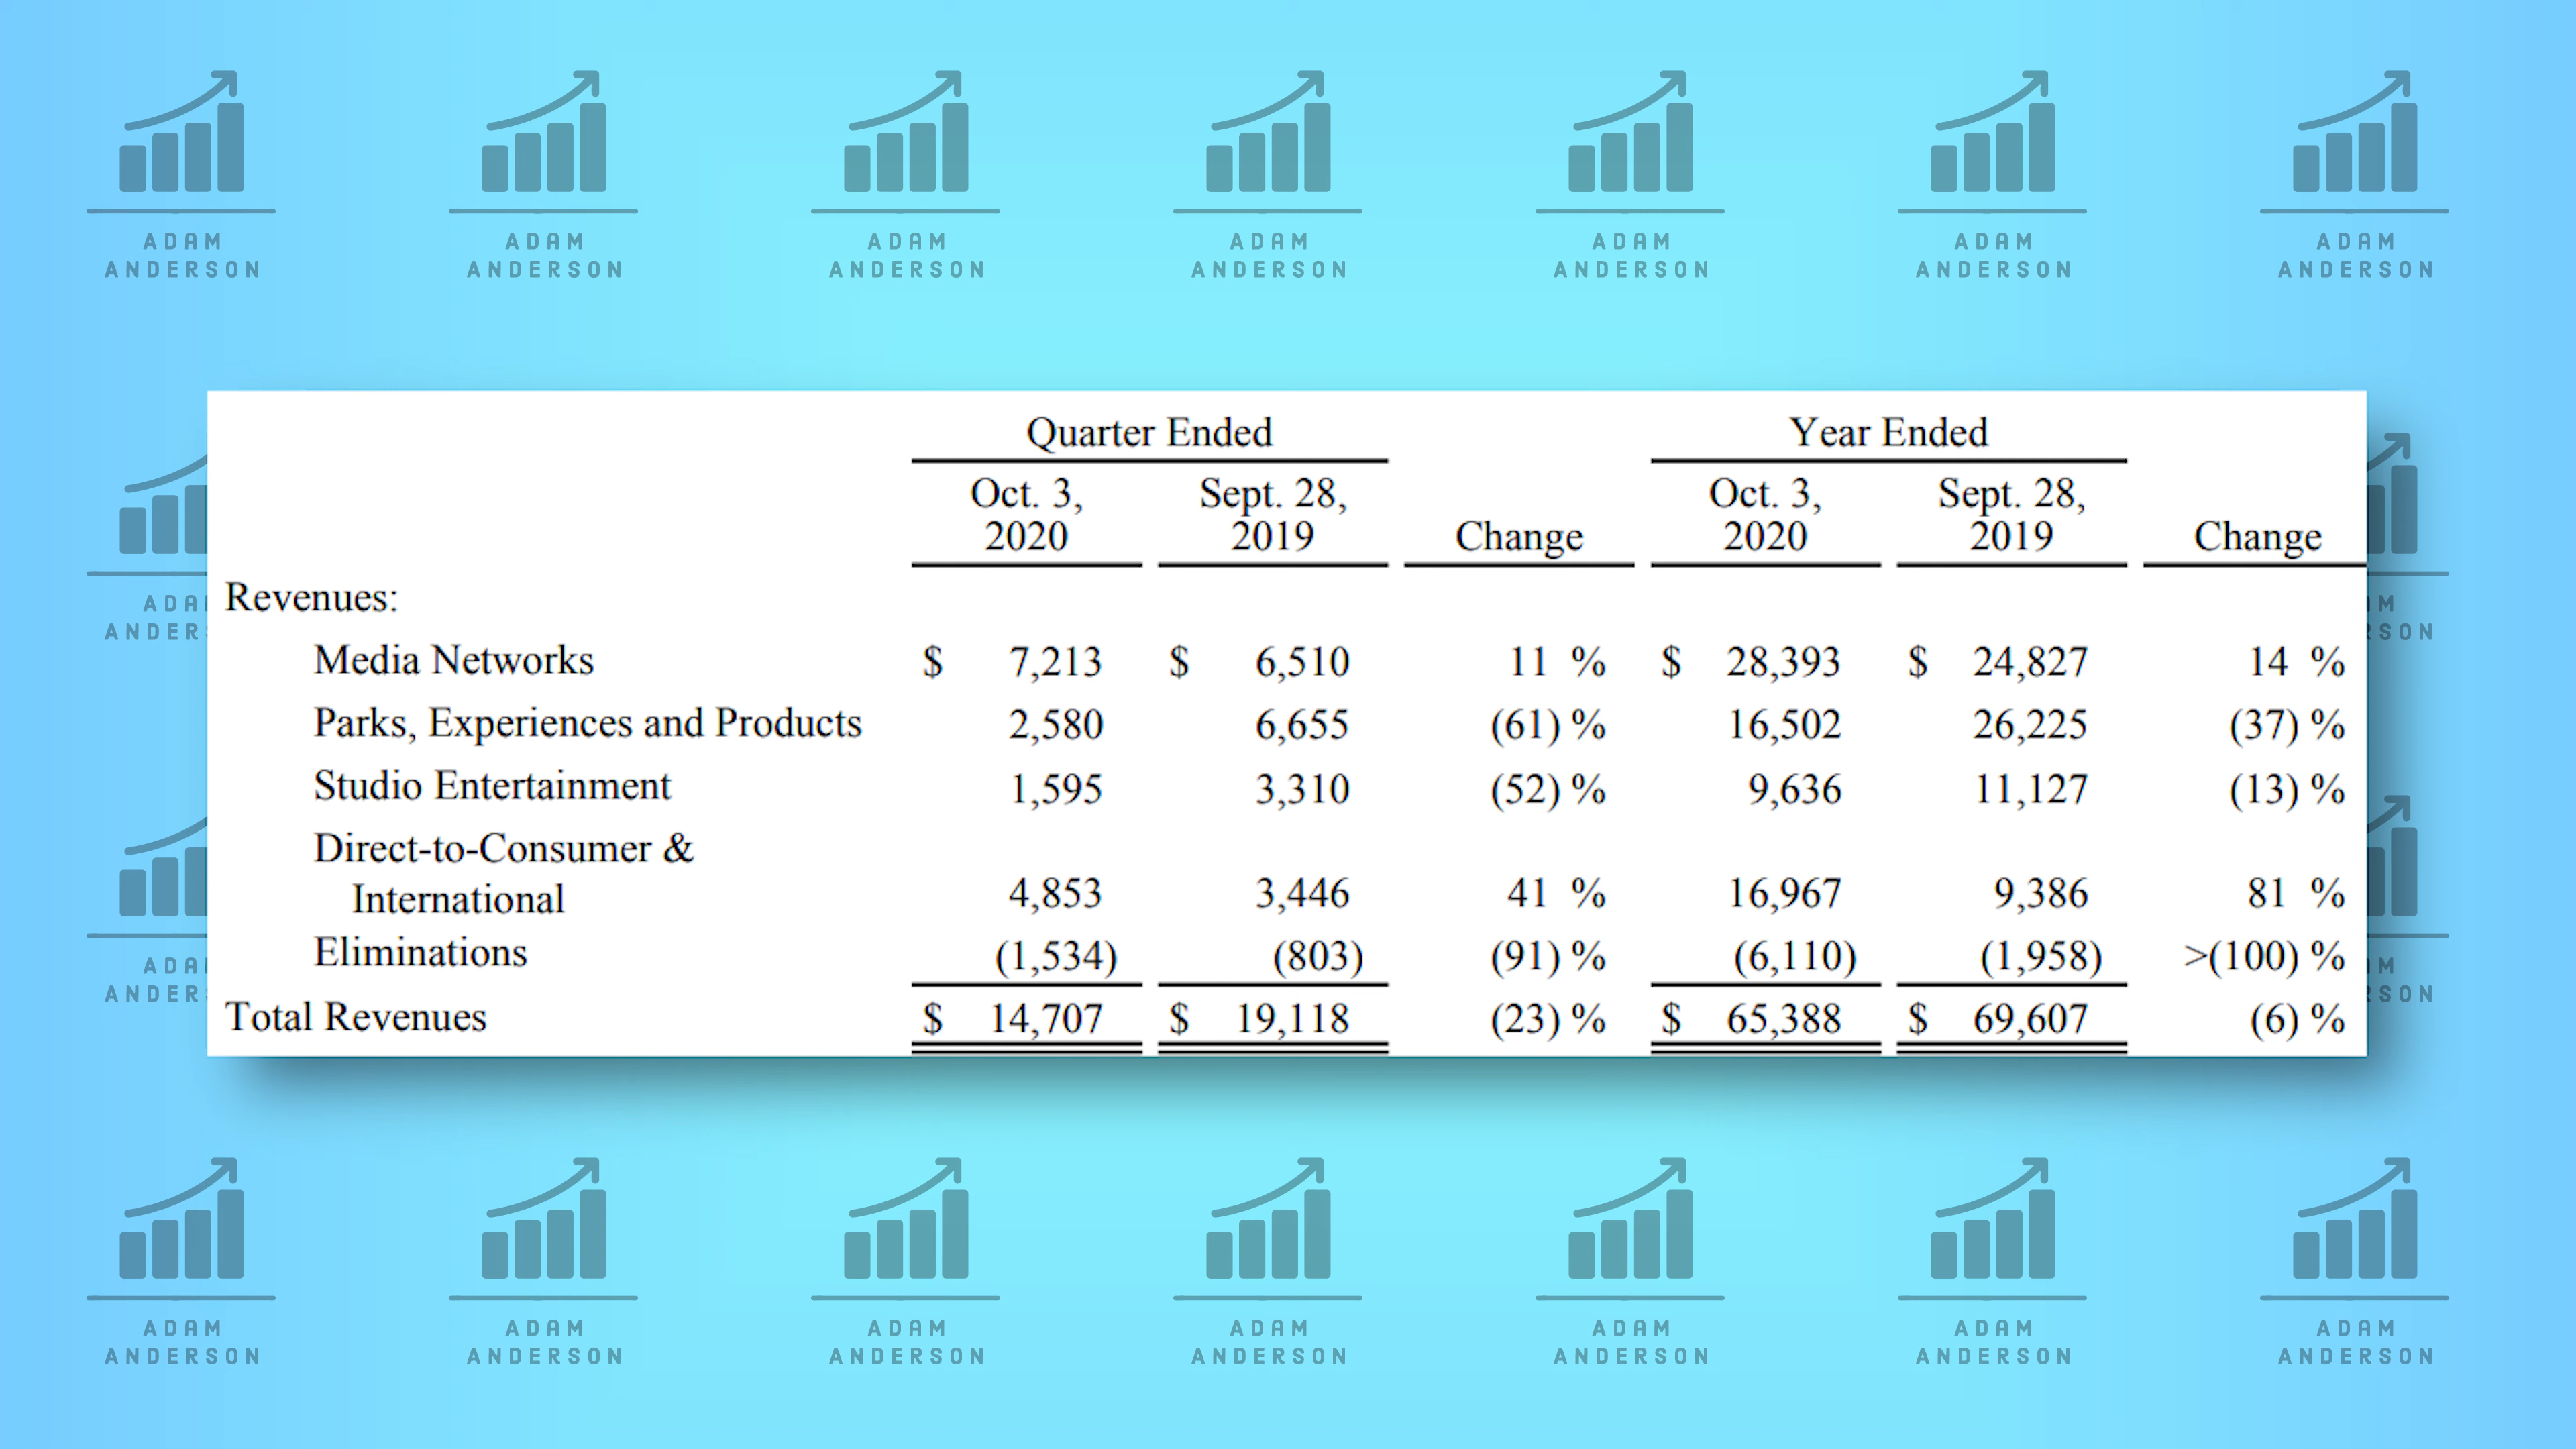 ADAM ADAM ADAM ADAM ADAM ADAM ADAM
ANDERSON ANDERSON ANDERSON ANDERSON ANDERSON ANDERSON ANDERSON
Quarter Ended Year Ended
Oct. 3, Sept. 28, Oct. 3, Sept. 28,
2020 2019 Change 2020 2019 Change
Revenues:
Media Networks $ 7,213 $ 6,510 11 % $ 28,393 $ 24,827 14 %
Parks, Experiences and Products 2,580 6,655 (61) % 16,502 26,225 (37) %
Studio Entertainment 1,595 3,310 (52) % 9,636 11,127 (13) %
Direct-to-Consumer &
International 4,853 3,446 41 % 16,967 9,386 81 %
Eliminations (1,534) (803) (91) % (6,110) (1,958) >(100) %
Total Revenues $ 14,707 $ 19,118 (23) % $ 65,388 $ 69,607 (6) %
ADAM ADAM ADAM ADAM ADAM ADAM ADAM
ANDERSON ANDERSON ANDERSON ANDERSON ANDERSON ANDERSON ANDERSON